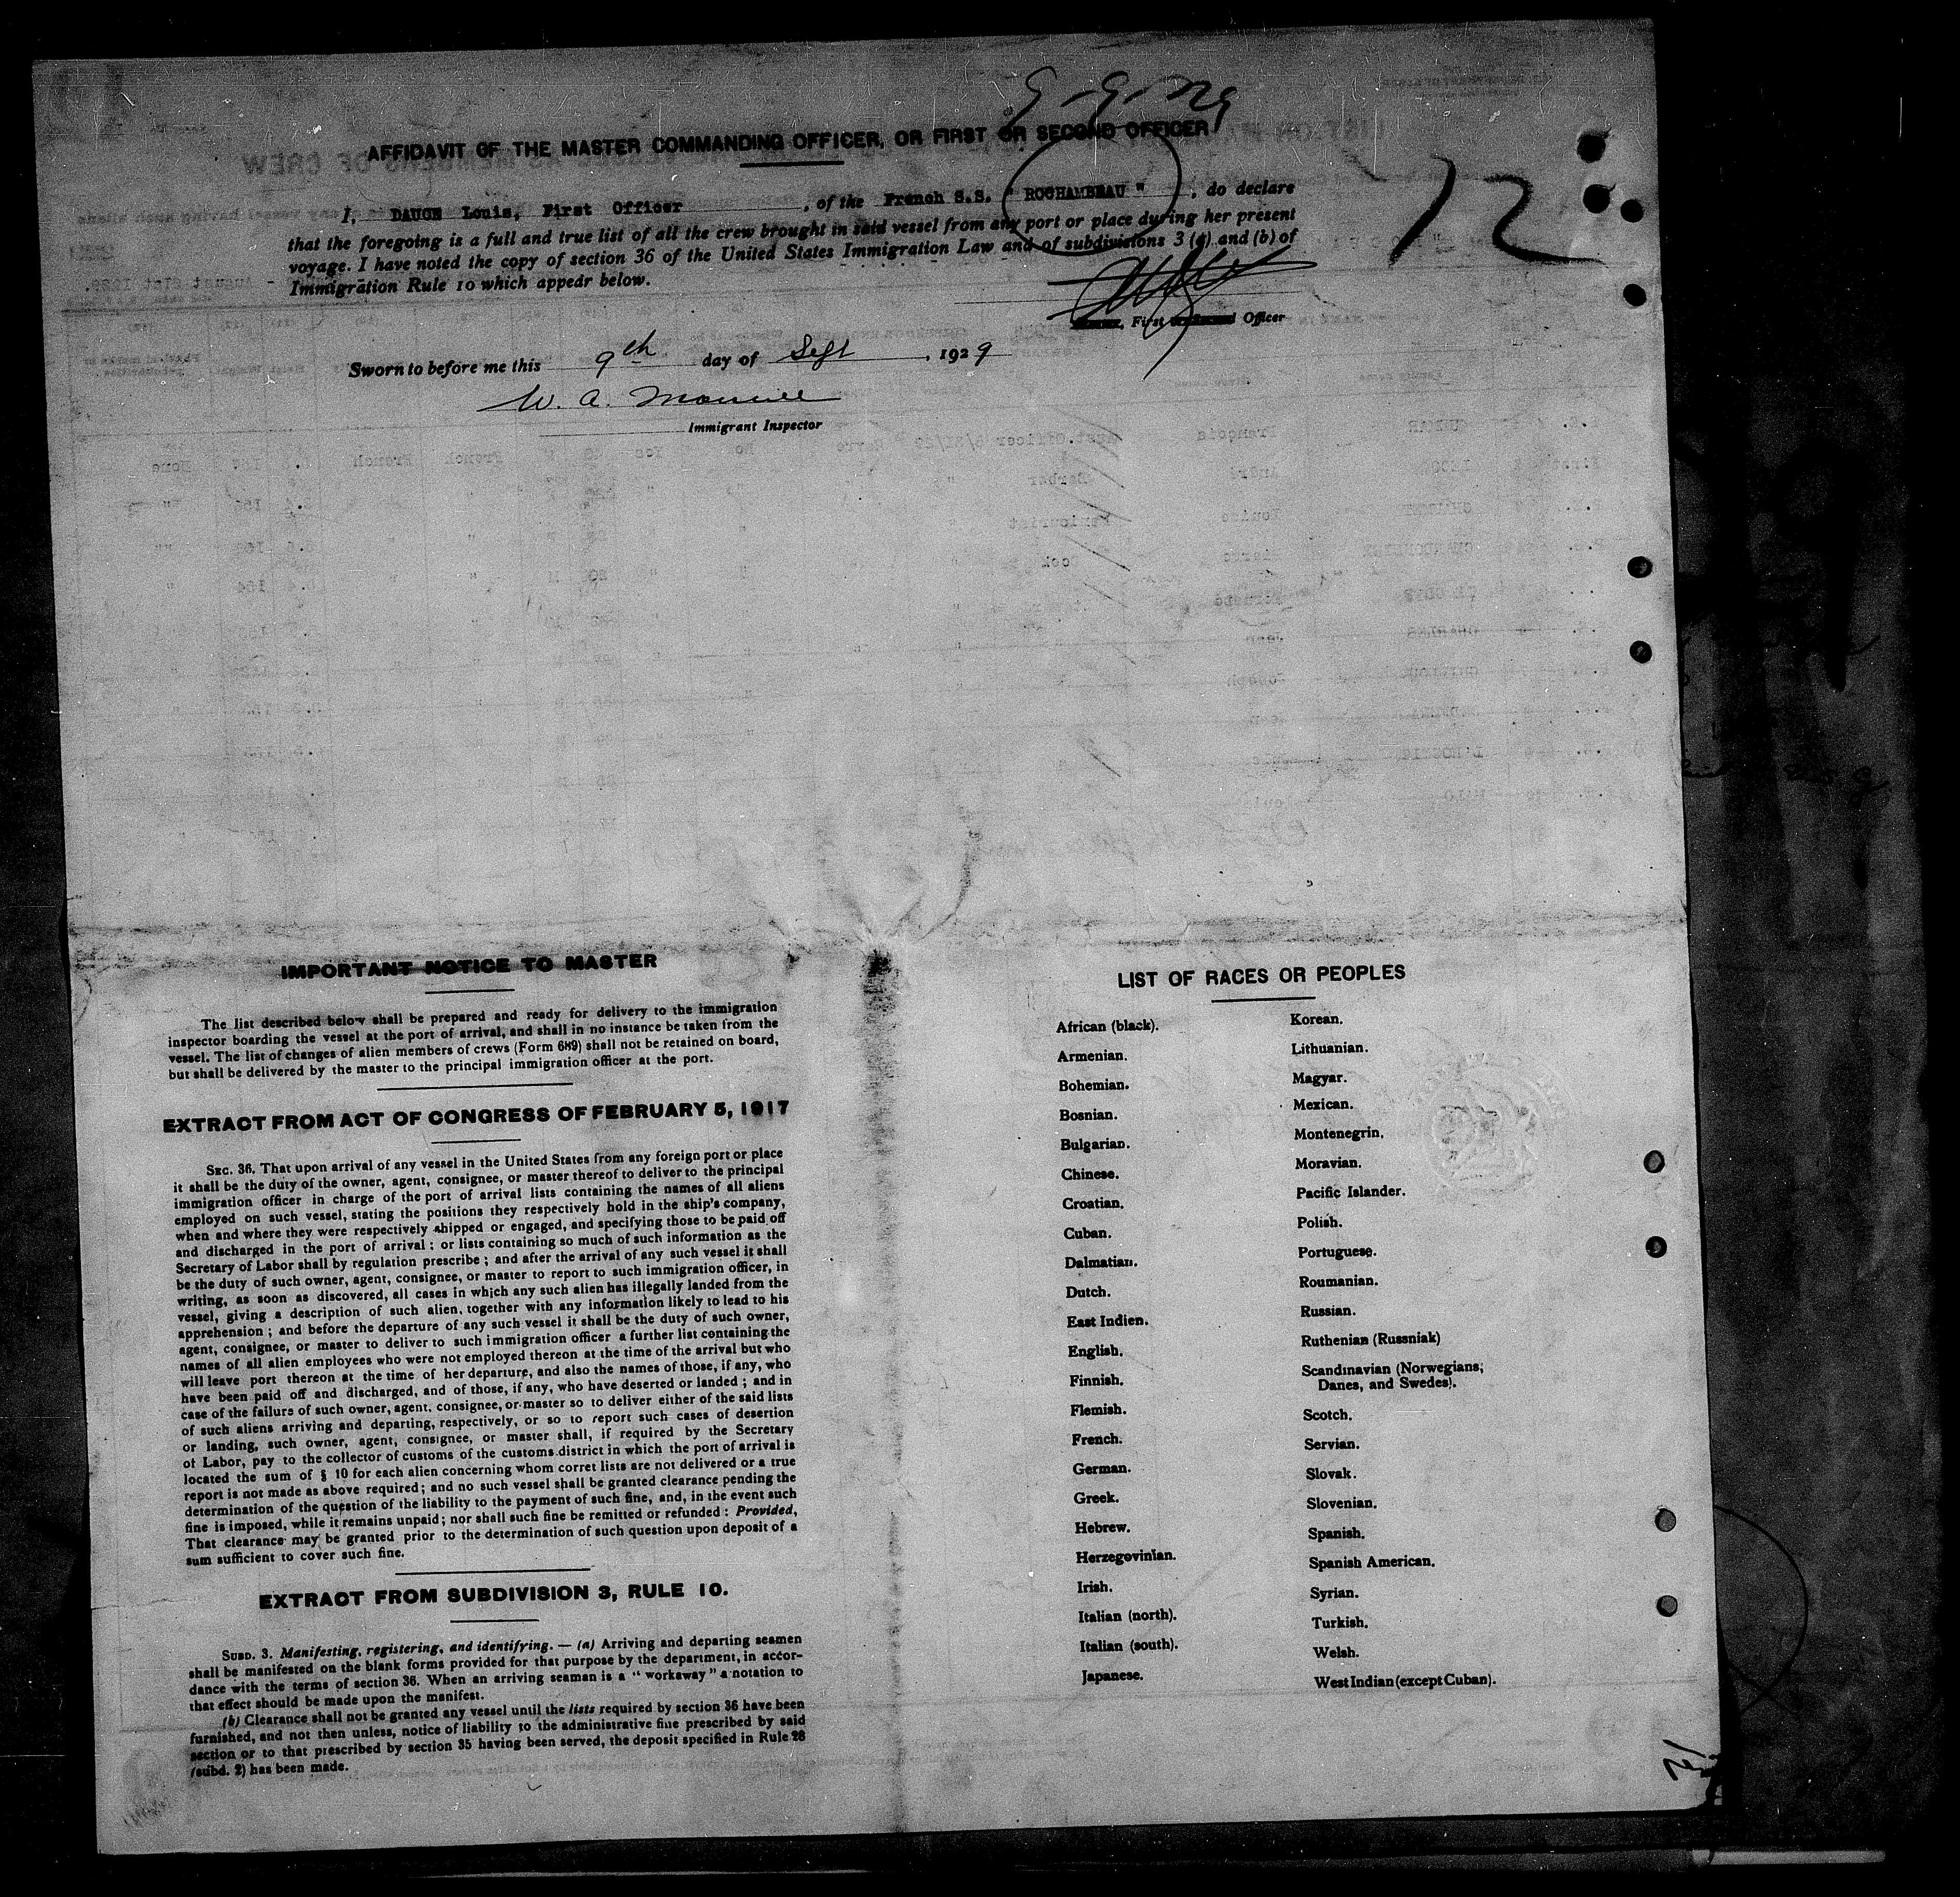 9-9-29
AFFIDAVIT OF THE MASTER COMMANDING OFFICER, OR FIRST OR SECOND OFFICER
12
I, DAUGE Louis, First Officer, of the French S.S. "ROCHAMBEAU", do declare
that the foregoing is a full and true list of all the crew brought in said vessel from any port or place during her present
voyage. I have noted the copy of section 36 of the United States Immigration Law and of subdivisions 3 (a) and (b) of
Immigration Rule 10 which appear below.
First Officer
Sworn to before me this 9th day of Sept, 1929
W. A.
Immigrant Inspector
IMPORTANT NOTICE TO MASTER
The list described below shall be prepared and ready for delivery to the immigration
inspector boarding the vessel at the port of arrival, and shall in no instance be taken from the
vessel. The list of changes of alien members of crews (Form 689) shall not be retained on board,
but shall be delivered by the master to the principal immigration officer at the port.
EXTRACT FROM ACT OF CONGRESS OF FEBRUARY 5, 1917
SEC. 36. That upon arrival of any vessel in the United States from any foreign port or place
it shall be the duty of the owner, agent, consignee, or master thereof to deliver to the principal
immigration officer in charge of the port of arrival lists containing the names of all aliens
employed on such vessel, stating the positions they respectively hold in the ship's company,
when and where they were respectively shipped or engaged, and specifying those to be paid off
and discharged in the port of arrival; or lists containing so much of such information as the
Secretary of Labor shall by regulation prescribe; and after the arrival of any such vessel it shall
be the duty of such owner, agent, consignee, or master to report to such immigration officer, in
writing, as soon as discovered, all cases in which any such alien has illegally landed from the
vessel, giving a description of such alien, together with any information likely to lead to his
apprehension; and before the departure of any such vessel it shall be the duty of such owner,
agent, consignee, or master to deliver to such immigration officer a further list containing the
names of all alien employees who were not employed thereon at the time of the arrival but who
will leave port thereon at the time of her departure, and also the names of those, if any, who
have been paid off and discharged, and of those, if any, who have deserted or landed; and in
case of the failure of such owner, agent, consignee, or master so to deliver either of the said lists
of such aliens arriving and departing, respectively, or so to report such cases of desertion
or landing, such owner, agent, consignee, or master shall, if required by the Secretary
of Labor, pay to the collector of customs of the customs district in which the port of arrival is
located the sum of § 10 for each alien concerning whom corret lists are not delivered or a true
report is not made as above required; and no such vessel shall be granted clearance pending the
determination of the question of the liability to the payment of such fine, and, in the event such
fine is imposed, while it remains unpaid; nor shall such fine be remitted or refunded: Provided,
That clearance may be granted prior to the determination of such question upon deposit of a
sum sufficient to cover such fine.
EXTRACT FROM SUBDIVISION 3, RULE 10.
SUBD. 3. Manifesting, registering, and identifying. — (a) Arriving and departing seamen
shall be manifested on the blank forms provided for that purpose by the department, in accor-
dance with the terms of section 36. When an arriving seaman is a "workaway" a notation to
that effect should be made upon the manifest.
(b) Clearance shall not be granted any vessel until the lists required by section 36 have been
furnished, and not then unless, notice of liability to the administrative fine prescribed by said
section or to that prescribed by section 35 having been served, the deposit specified in Rule 28
(subd. 2) has been made.
LIST OF RACES OR PEOPLES
African (black).
Armenian.
Bohemian.
Bosnian.
Bulgarian.
Chinese.
Croatian.
Cuban.
Dalmatian.
Dutch.
East Indien.
English.
Finnish.
Flemish.
French.
German.
Greek.
Hebrew.
Herzegovinian.
Irish.
Italian (north).
Italian (south).
Japanese.
Korean.
Lithuanian.
Magyar.
Mexican.
Montenegrin.
Moravian.
Pacific Islander.
Polish.
Portuguese.
Roumanian.
Russian.
Ruthenian (Russniak)
Scandinavian (Norwegians,
Danes, and Swedes).
Scotch.
Servian.
Slovak.
Slovenian.
Spanish.
Spanish American.
Syrian.
Turkish.
Welsh.
West Indian (except Cuban).
12